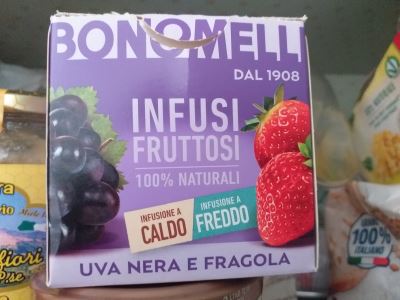 BONOMELLI
DAL 1908
INFUSI
FRUTTOSI
100% NATURALI
INFUSIONE A
CALDO
INFUSIONE A
FREDDO
UVA NERA E FRAGOLA
100%
ITALIANO